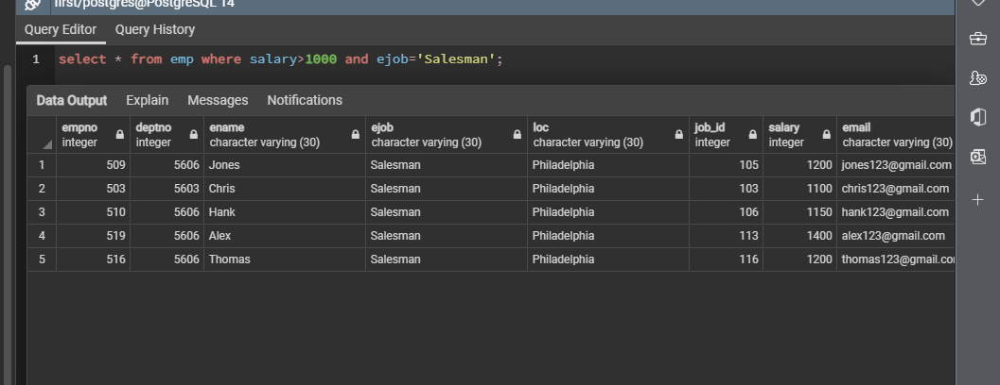 first/postgres@PostgreSQL 14
Query Editor Query History
1 select * from emp where salary>1000 and ejob='Salesman';
Data Output Explain Messages Notifications
empno deptno ename ejob loc job_id salary email
integer integer character varying (30) character varying (30) character varying (30) integer integer character varying (30)
1 509 5606 Jones Salesman Philadelphia 105 1200 jones123@gmail.com
2 503 5603 Chris Salesman Philadelphia 103 1100 chris123@gmail.com
3 510 5606 Hank Salesman Philadelphia 106 1150 hank123@gmail.com
4 519 5606 Alex Salesman Philadelphia 113 1400 alex123@gmail.com
5 516 5606 Thomas Salesman Philadelphia 116 1200 thomas123@gmail.co